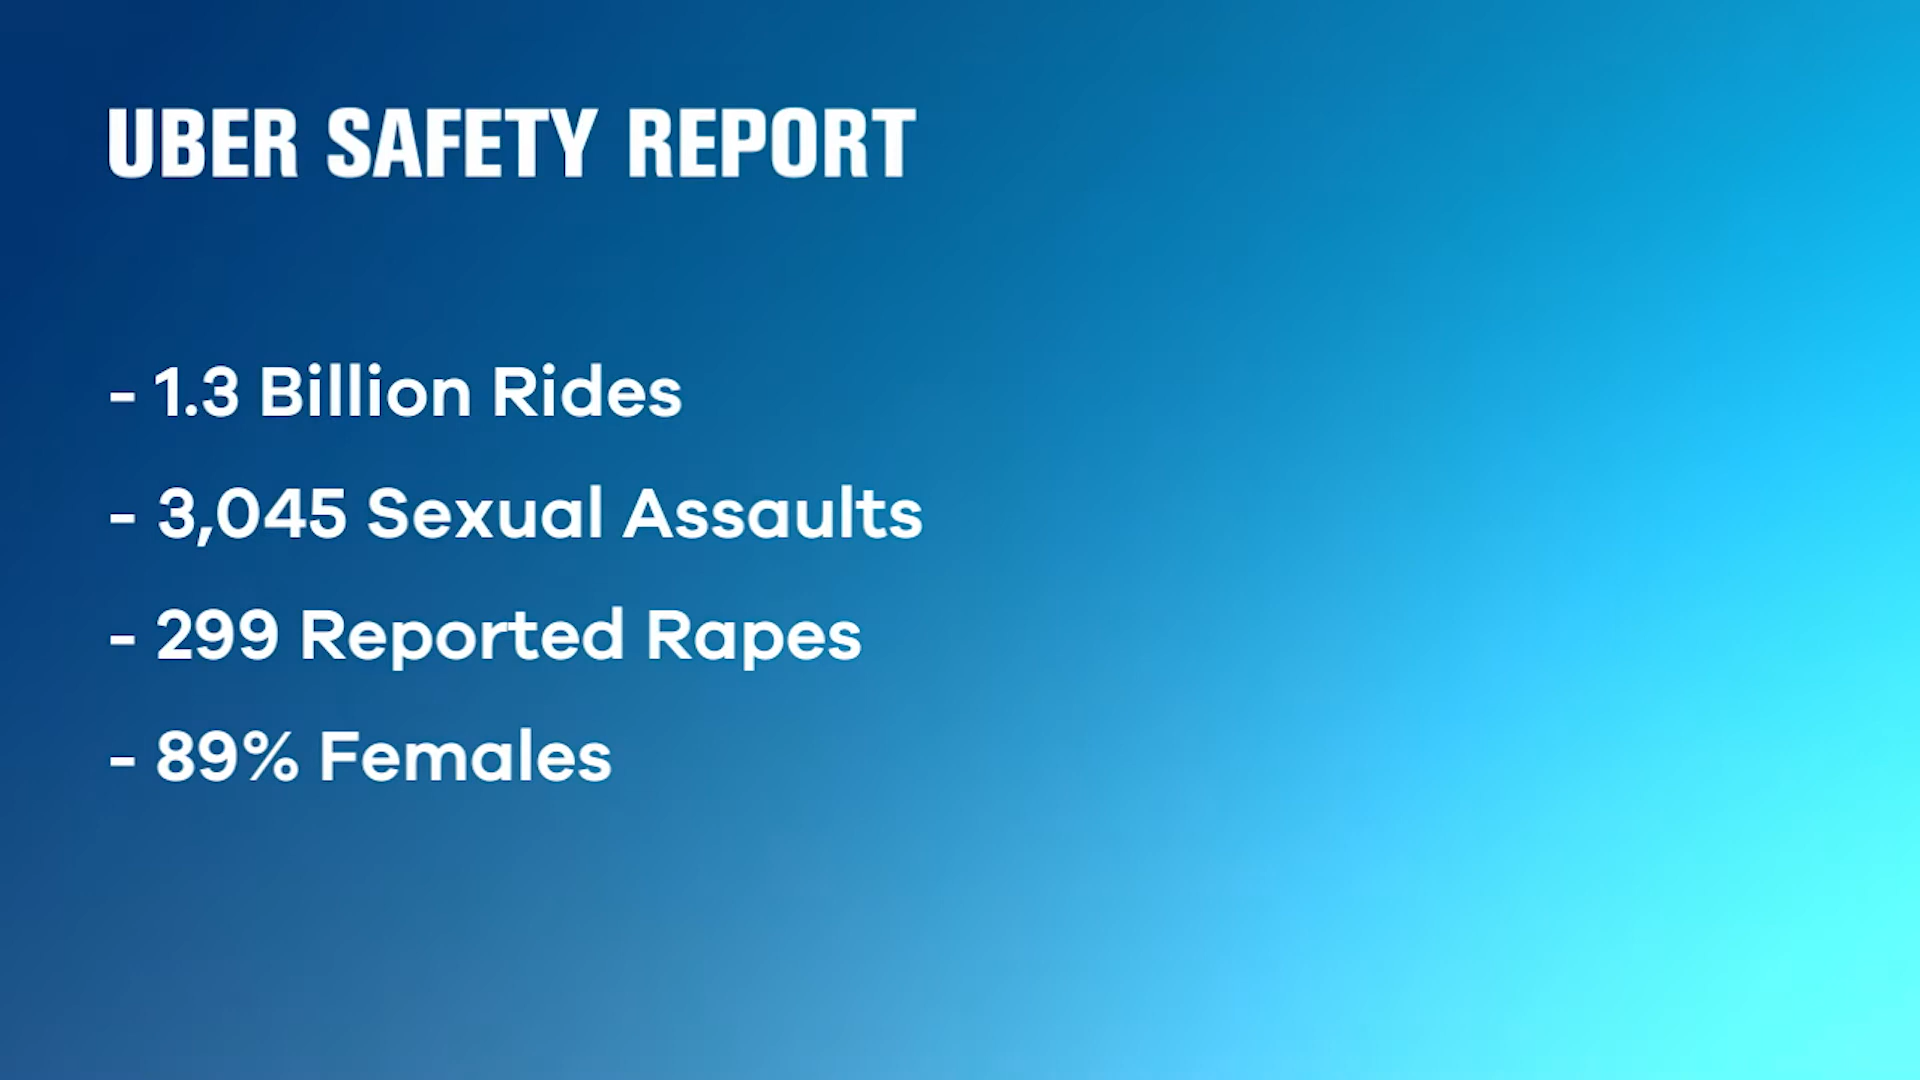 UBER SAFETY REPORT
- 1.3 Billion Rides
- 3,045 Sexual Assaults
- 299 Reported Rapes
- 89% Females